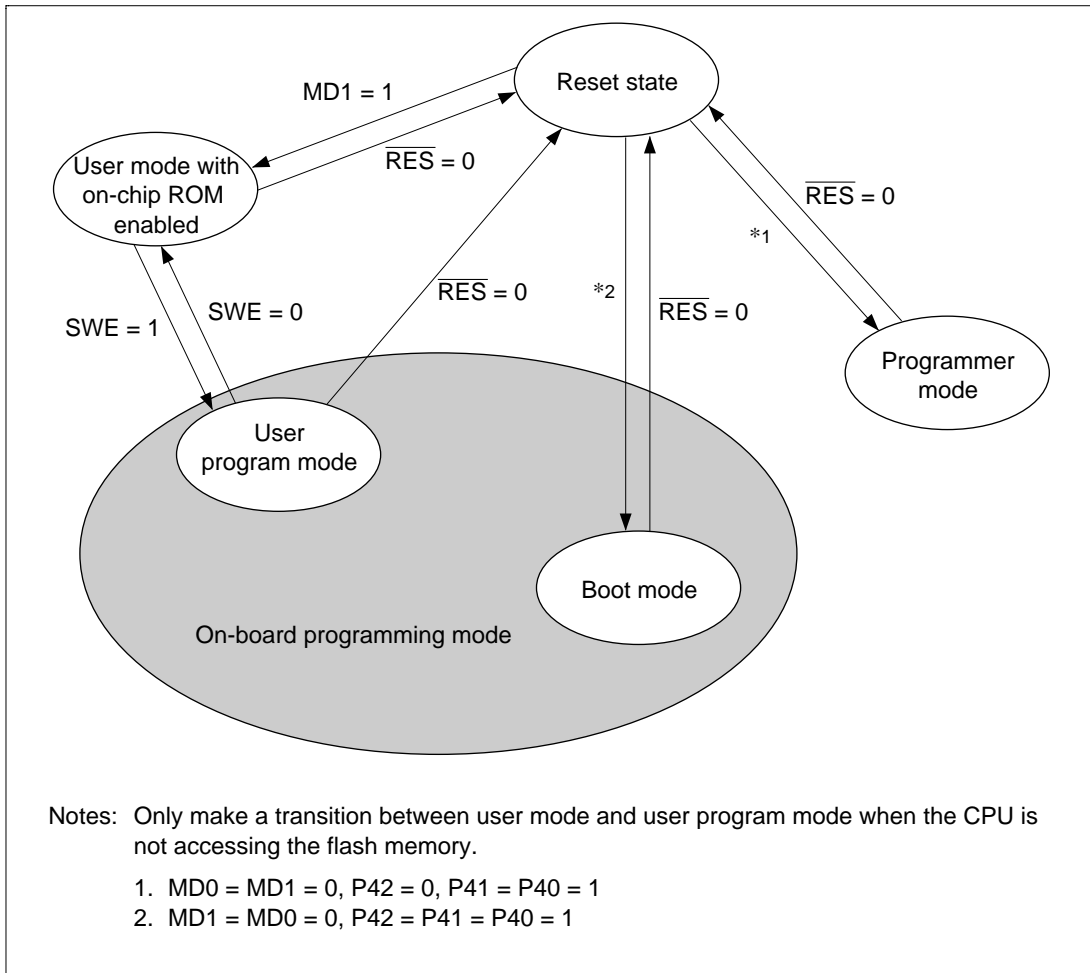 Reset state
MD1 = 1
RES = 0
User mode with
on-chip ROM
enabled
RES = 0
*1
RES = 0
*2
RES = 0
SWE = 0
SWE = 1
Programmer
mode
User
program mode
Boot mode
On-board programming mode
Notes: Only make a transition between user mode and user program mode when the CPU is
not accessing the flash memory.
1. MD0 = MD1 = 0, P42 = 0, P41 = P40 = 1
2. MD1 = MD0 = 0, P42 = P41 = P40 = 1